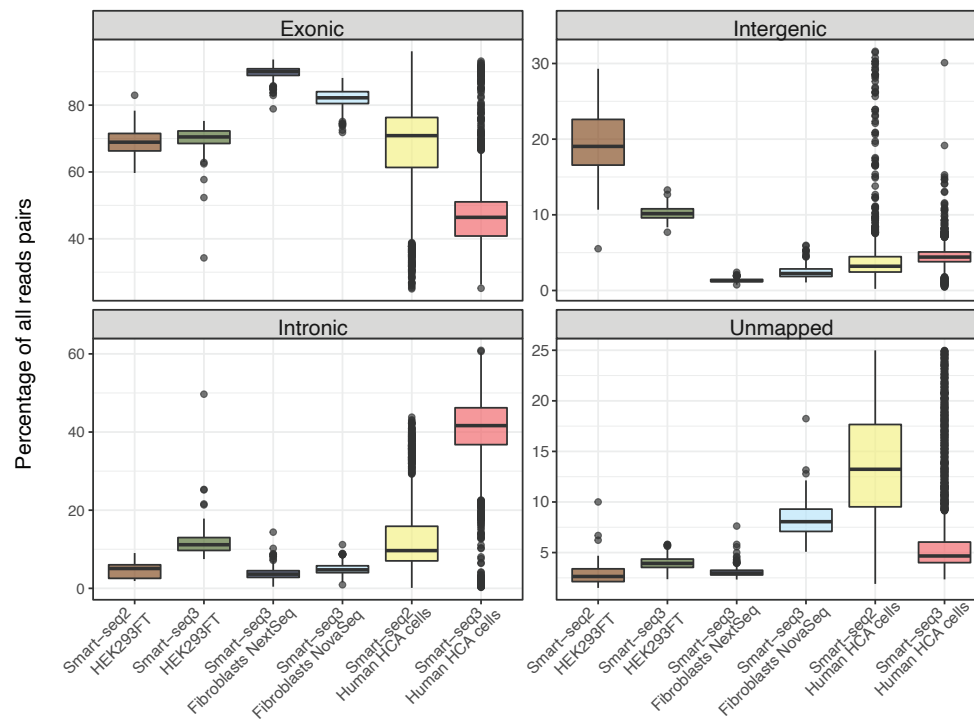 Exonic
Intergenic
80
60
40
30
20
10
0
Percentage of all reads pairs
Intronic
Unmapped
60
40
20
0
25
20
15
10
5
Smart-seq2
HEK293FT
Smart-seq3
HEK293FT
Smart-seq3
Fibroblasts NextSeq
Smart-seq3
Fibroblasts NovaSeq
Smart-seq2
Human HCA cells
Smart-seq3
Human HCA cells
Smart-seq2
HEK293FT
Smart-seq3
HEK293FT
Smart-seq3
Fibroblasts NextSeq
Smart-seq3
Fibroblasts NovaSeq
Smart-seq2
Human HCA cells
Smart-seq3
Human HCA cells